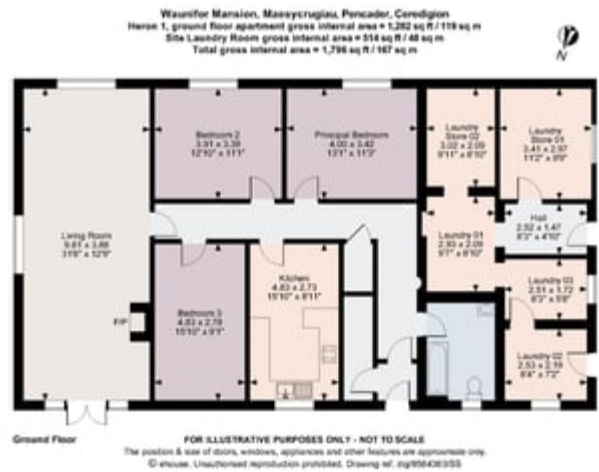 Waunifor Mansion, Maesycrugiau, Pencader, Ceredigion
Heron 1, ground floor apartment gross internal area = 1,282 sq ft / 119 sq m
Site Laundry Room gross internal area = 514 sq ft / 48 sq m
Total gross internal area = 1,796 sq ft / 167 sq m
N
Bedroom 2
3.91 x 3.38
12'10" x 11'1"
Principal Bedroom
4.00 x 3.42
13'1" x 11'3"
Laundry
Store 02
3.02 x 2.09
9'11" x 6'10"
Laundry
Store 01
3.41 x 2.97
11'2" x 9'9"
Living Room
9.61 x 3.88
31'6" x 12'9"
Hall
2.52 x 1.47
8'3" x 4'10"
Laundry 01
2.93 x 2.09
9'7" x 6'10"
Kitchen
4.83 x 2.73
15'10" x 8'11"
Laundry 03
2.51 x 1.72
8'3" x 5'8"
Bedroom 3
4.83 x 2.78
15'10" x 9'1"
F/P
Laundry 02
2.53 x 2.19
8'4" x 7'2"
Ground Floor
FOR ILLUSTRATIVE PURPOSES ONLY - NOT TO SCALE
The position & size of doors, windows, appliances and other features are approximate only.
© ehouse. Unauthorised reproduction prohibited. Drawing ref.